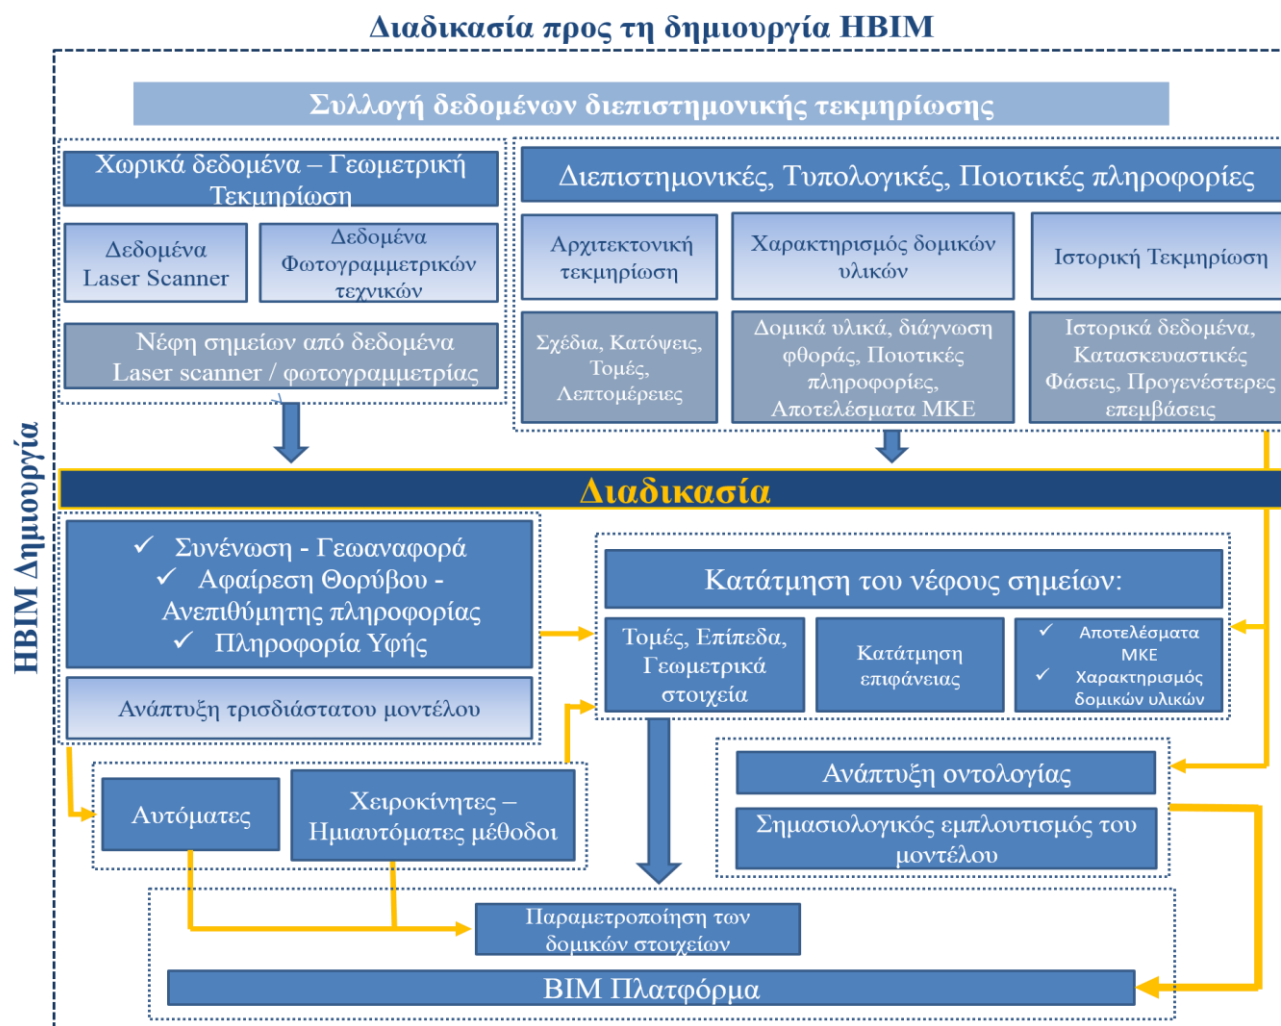 Διαδικασία προς τη δημιουργία HBIM
HBIM Δημιουργία
Συλλογή δεδομένων διεπιστημονικής τεκμηρίωσης
Χωρικά δεδομένα – Γεωμετρική
Τεκμηρίωση
Δεδομένα
Laser Scanner
Δεδομένα
Φωτογραμμετρικών
τεχνικών
Νέφη σημείων από δεδομένα
Laser scanner / φωτογραμμετρίας
Διεπιστημονικές, Τυπολογικές, Ποιοτικές πληροφορίες
Αρχιτεκτονική
τεκμηρίωση
Χαρακτηρισμός δομικών
υλικών
Ιστορική Τεκμηρίωση
Σχέδια, Κατόψεις,
Τομές,
Λεπτομέρειες
Δομικά υλικά, διάγνωση
φθοράς, Ποιοτικές
πληροφορίες,
Αποτελέσματα ΜΚΕ
Ιστορικά δεδομένα,
Κατασκευαστικές
Φάσεις, Προγενέστερες
επεμβάσεις
Διαδικασία
✓ Συνένωση - Γεωαναφορά
✓ Αφαίρεση Θορύβου -
Ανεπιθύμητης πληροφορίας
✓ Πληροφορία Υφής
Ανάπτυξη τρισδιάστατου μοντέλου
Κατάτμηση του νέφους σημείων:
Τομές, Επίπεδα,
Γεωμετρικά
στοιχεία
Κατάτμηση
επιφάνειας
✓ Αποτελέσματα
ΜΚΕ
✓ Χαρακτηρισμός
δομικών υλικών
Αυτόματες
Χειροκίνητες –
Ημιαυτόματες μέθοδοι
Ανάπτυξη οντολογίας
Σημασιολογικός εμπλουτισμός του
μοντέλου
Παραμετροποίηση των
δομικών στοιχείων
BIM Πλατφόρμα